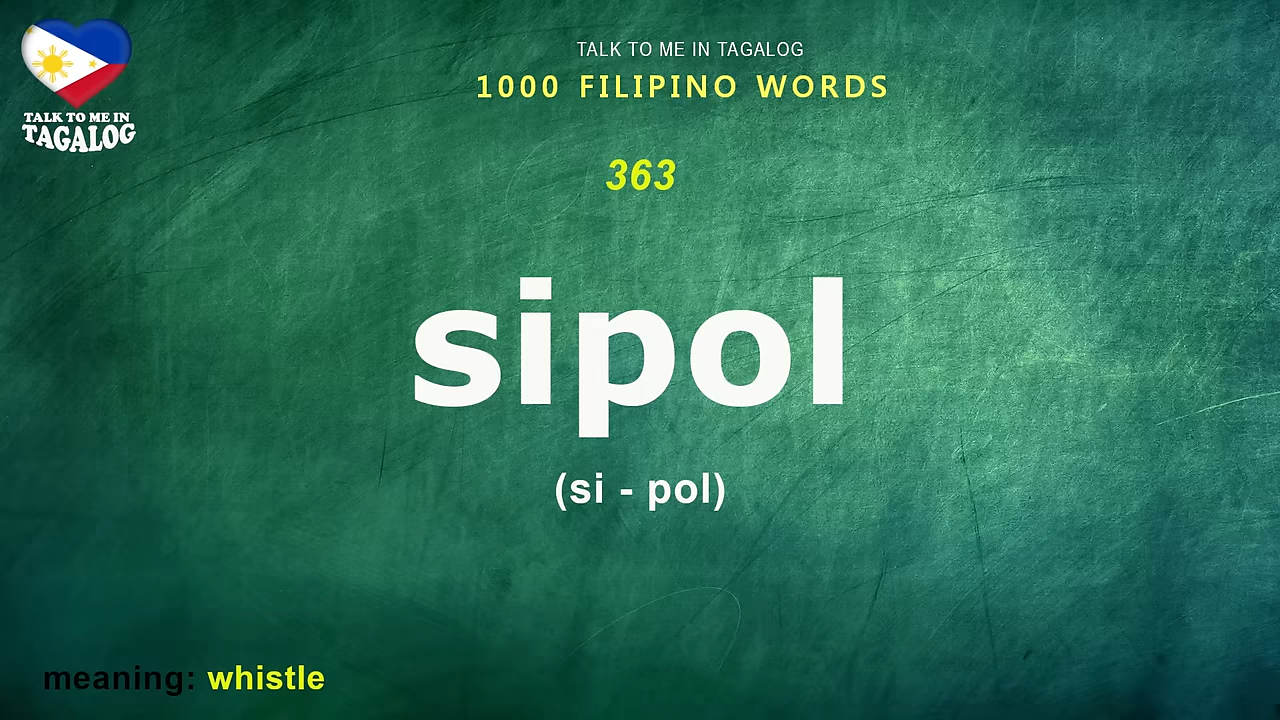 TALK TO ME IN TAGALOG
1000 FILIPINO WORDS
TALK TO ME IN
TAGALOG
363
sipol
(si - pol)
meaning: whistle